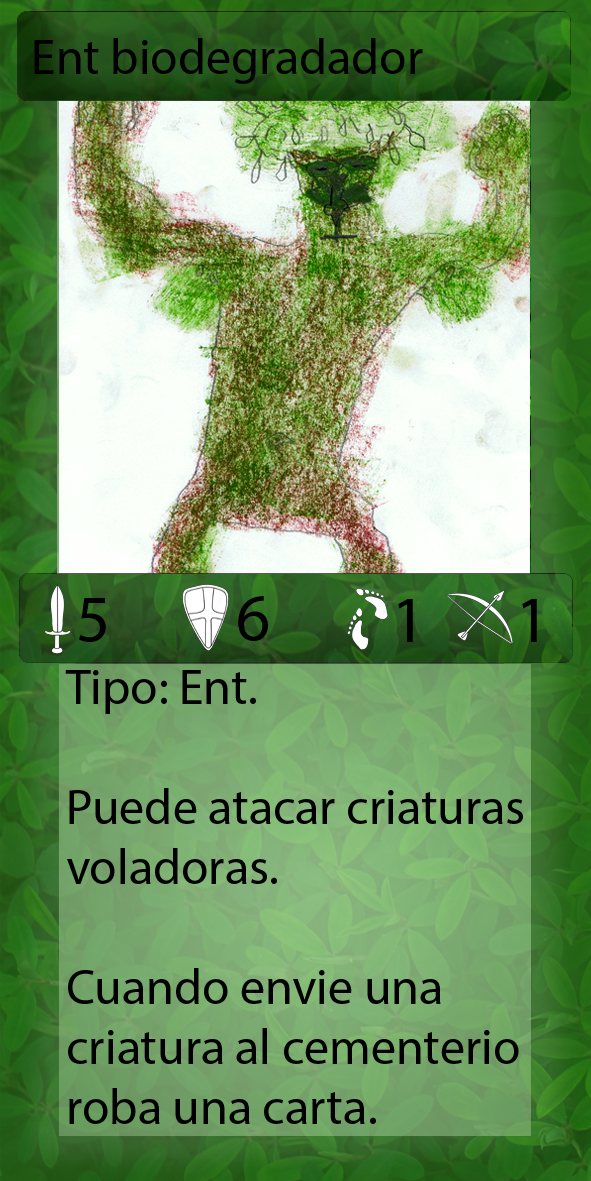 Ent biodegradador
5 6 1 1
Tipo: Ent.
Puede atacar criaturas
voladoras.
Cuando envie una
criatura al cementerio
roba una carta.